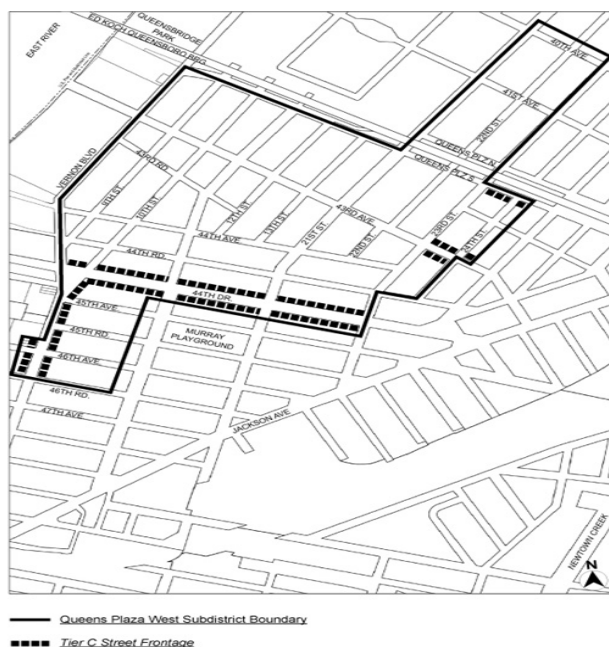 ED KOCH QUEENSBORO BRG.
QUEENSBRIDGE
PARK
EAST RIVER
40TH AVE.
41ST AVE.
22ND ST.
QUEENS PLZ N.
QUEENS PLZ S.
VERNON BLVD
43RD RD.
9TH ST.
10TH ST.
12TH ST.
21ST ST.
22ND ST.
43RD AVE.
23RD ST.
24TH ST.
44TH AVE.
44TH RD.
44TH DR.
45TH AVE.
45TH RD.
46TH AVE.
46TH RD.
47TH AVE.
MURRAY
PLAYGROUND
JACKSON AVE.
NEWTOWN CREEK
N
Queens Plaza West Subdistrict Boundary
Tier C Street Frontage